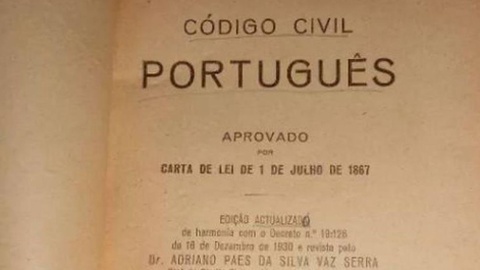 CÓDIGO CIVIL
PORTUGUÊS
APROVADO
POR
CARTA DE LEI DE 1 DE JULHO DE 1867
EDIÇÃO ACTUALIZADA
de harmonia com o Decreto n.º 19:126
de 16 de Dezembro de 1930 e revista pelo
Dr. ADRIANO PAES DA SILVA VAZ SERRA